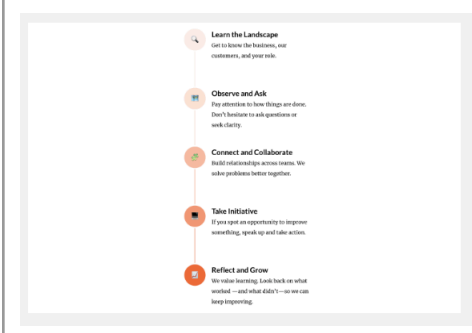 Learn the Landscape
Get to know the business, our
customers, and your role.
Observe and Ask
Pay attention to how things are done.
Don't hesitate to ask questions or
seek clarity.
Connect and Collaborate
Build relationships across teams. We
solve problems better together.
Take Initiative
If you spot an opportunity to improve
something, speak up and take action.
Reflect and Grow
We value learning. Look back on what
worked—and what didn't—so we can
keep improving.